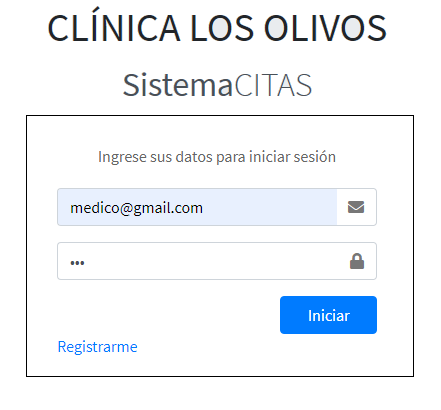 CLÍNICA LOS OLIVOS
SistemaCITAS
Ingrese sus datos para iniciar sesión
medico@gmail.com
•••
Iniciar
Registrarme